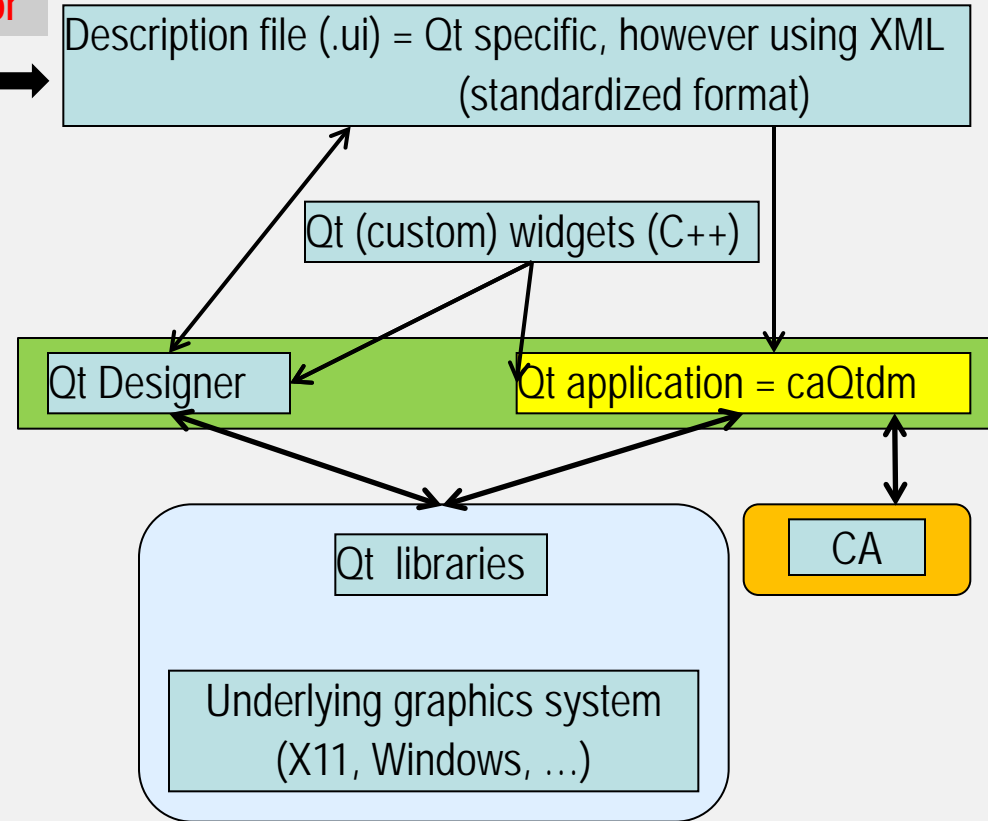 or
Description file (.ui) = Qt specific, however using XML
(standardized format)
Qt (custom) widgets (C++)
Qt Designer
Qt application = caQtdm
Qt libraries
CA
Underlying graphics system
(X11, Windows, …)